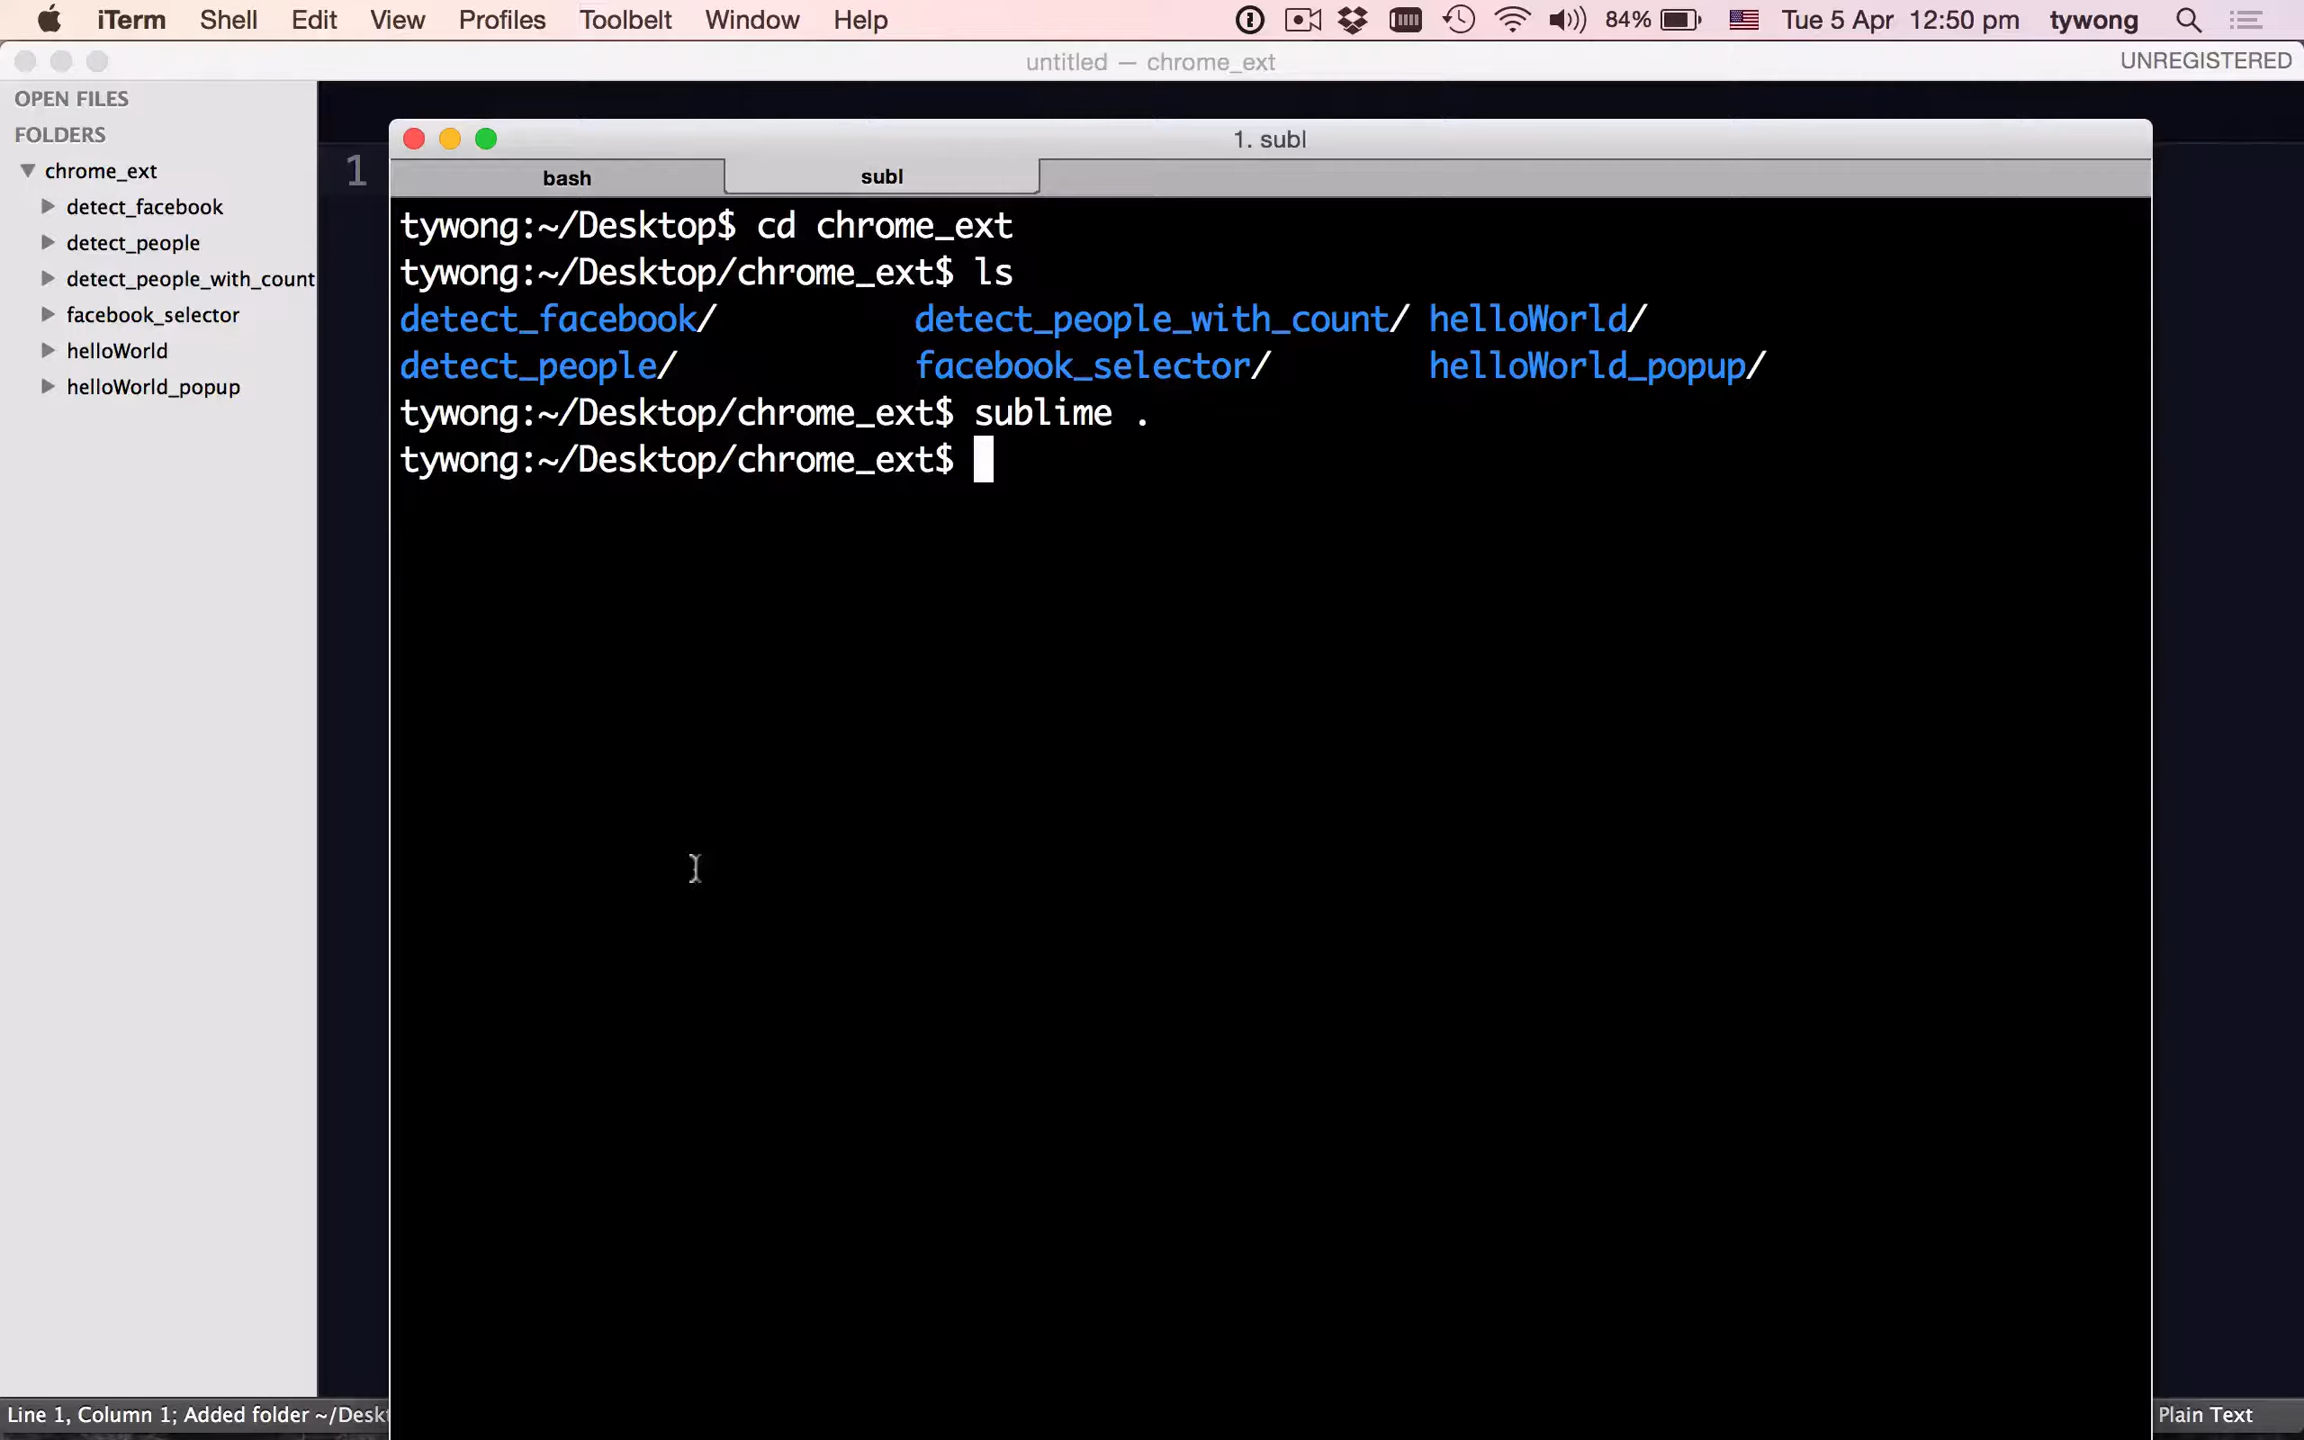 iTerm Shell Edit View Profiles Toolbelt Window Help 84% Tue 5 Apr 12:50 pm tywong
untitled — chrome_ext UNREGISTERED
OPEN FILES
FOLDERS
chrome_ext
detect_facebook
detect_people
detect_people_with_count
facebook_selector
helloWorld
helloWorld_popup
1
1. subl
bash subl
tywong:~/Desktop$ cd chrome_ext
tywong:~/Desktop/chrome_ext$ ls
detect_facebook/ detect_people_with_count/ helloWorld/
detect_people/ facebook_selector/ helloWorld_popup/
tywong:~/Desktop/chrome_ext$ sublime .
tywong:~/Desktop/chrome_ext$
Line 1, Column 1; Added folder ~/Deskt
Plain Text